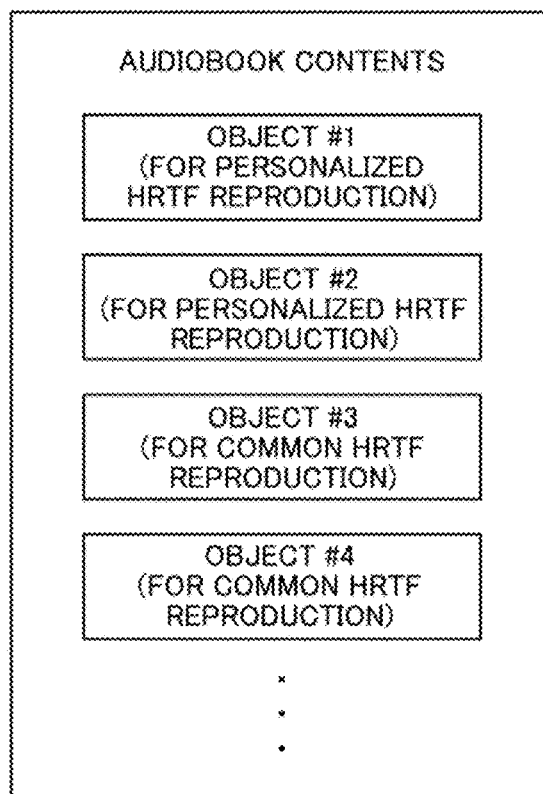 AUDIOBOOK CONTENTS
OBJECT #1
(FOR PERSONALIZED
HRTF REPRODUCTION)
OBJECT #2
(FOR PERSONALIZED HRTF
REPRODUCTION)
OBJECT #3
(FOR COMMON HRTF
REPRODUCTION)
OBJECT #4
(FOR COMMON HRTF
REPRODUCTION)